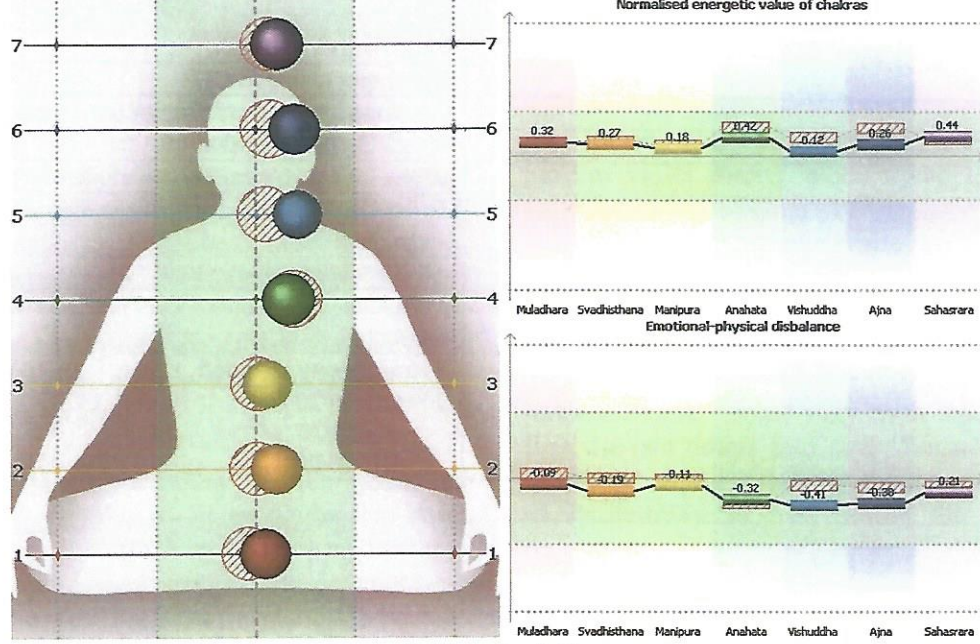 7 7
6 6
5 5
4 4
3 3
2 2
1 1
Normalised energetic value of chakras
0.32 0.27 0.18 0.42 0.12 0.26 0.44
Muladhara Svadhisthana Manipura Anahata Vishuddha Ajna Sahasrara
Emotional-physical disbalance
-0.09 -0.19 -0.11 -0.32 -0.41 -0.38 -0.21
Muladhara Svadhisthana Manipura Anahata Vishuddha Ajna Sahasrara